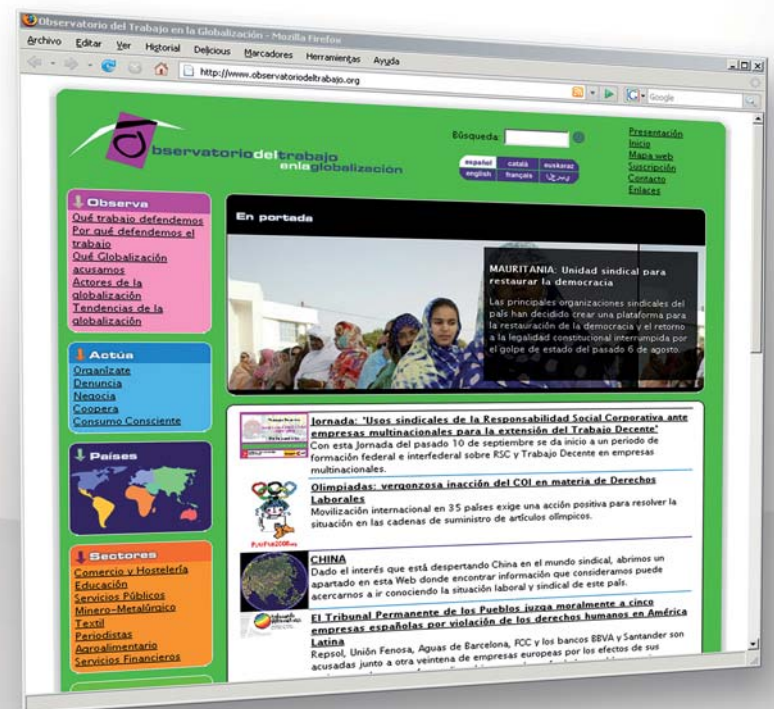 Observatorio del Trabajo en la Globalización - Mozilla Firefox
Archivo Editar Ver Historial Delicious Marcadores Herramientas Ayuda
http://www.observatoriodeltrabajo.org
Google
observatoriodeltrabajo
enlaglobalización
Búsqueda:
español català euskaraz
english français
Presentación
Inicio
Mapa web
Suscripción
Contacto
Enlaces
Observa
Qué trabajo defendemos
Por qué defendemos el
trabajo
Qué Globalización
acusamos
Actores de la
globalización
Tendencias de la
globalización
Actúa
Organízate
Denuncia
Negocia
Coopera
Consumo Consciente
Países
Sectores
Comercio y Hostelería
Educación
Servicios Públicos
Minero-Metalúrgico
Textil
Periodistas
Agroalimentario
Servicios Financieros
En portada
MAURITANIA: Unidad sindical para
restaurar la democracia
Las principales organizaciones sindicales del
país han decidido crear una plataforma para
la restauración de la democracia y el retorno
a la legalidad constitucional interrumpida por
el golpe de estado del pasado 6 de agosto.
Jornada: "Usos sindicales de la Responsabilidad Social Corporativa ante
empresas multinacionales para la extensión del Trabajo Decente"
Con esta Jornada del pasado 10 de septiembre se da inicio a un periodo de
formación federal e interfederal sobre RSC y Trabajo Decente en empresas
multinacionales.
Olimpiadas: vergonzosa inacción del COI en materia de Derechos
Laborales
Movilización internacional en 35 países exige una acción positiva para resolver la
situación en las cadenas de suministro de artículos olímpicos.
CHINA
Dado el interés que está despertando China en el mundo sindical, abrimos un
apartado en esta Web donde encontrar información que consideramos puede
acercarnos a ir conociendo la situación laboral y sindical de este país.
El Tribunal Permanente de los Pueblos juzga moralmente a cinco
empresas españolas por violación de los derechos humanos en América
Latina
Repsol, Unión Fenosa, Aguas de Barcelona, FCC y los bancos BBVA y Santander son
acusadas junto a otra veintena de empresas europeas por los efectos de sus